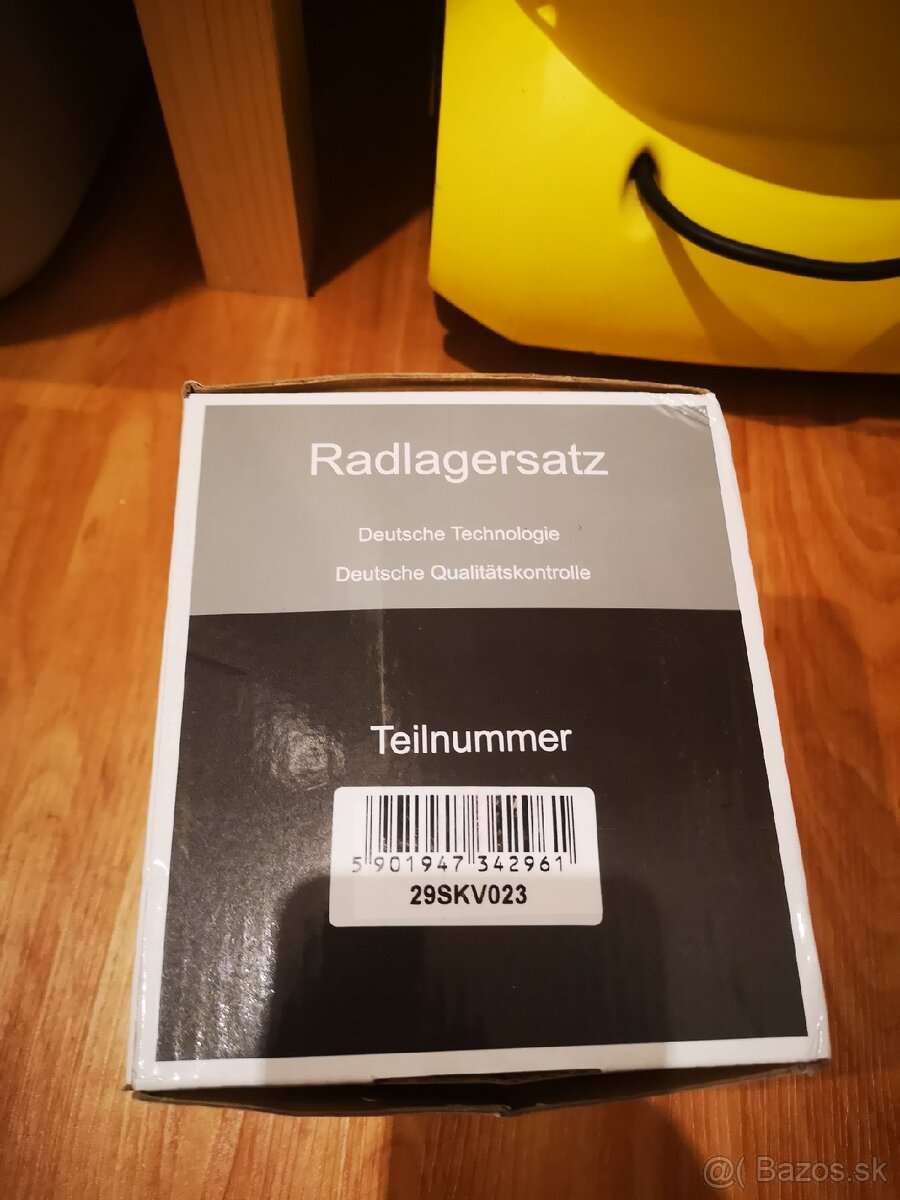 Radlagersatz
Deutsche Technologie
Deutsche Qualitätskontrolle
Teilnummer
5 901947 342961
29SKV023
@( Bazos.sk